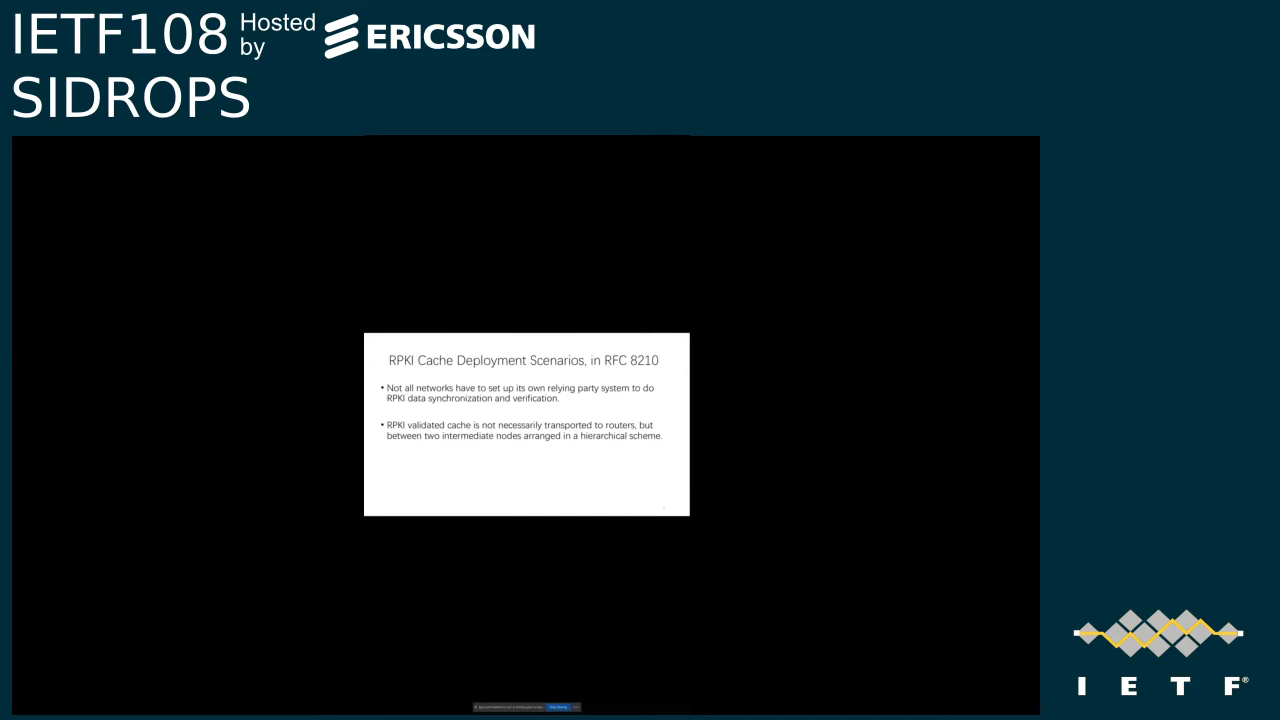 IETF108 Hosted by ERICSSON
SIDROPS
RPKI Cache Deployment Scenarios, in RFC 8210
• Not all networks have to set up its own relying party system to do
RPKI data synchronization and verification.
• RPKI validated cache is not necessarily transported to routers, but
between two intermediate nodes arranged in a hierarchical scheme.
I E T F®